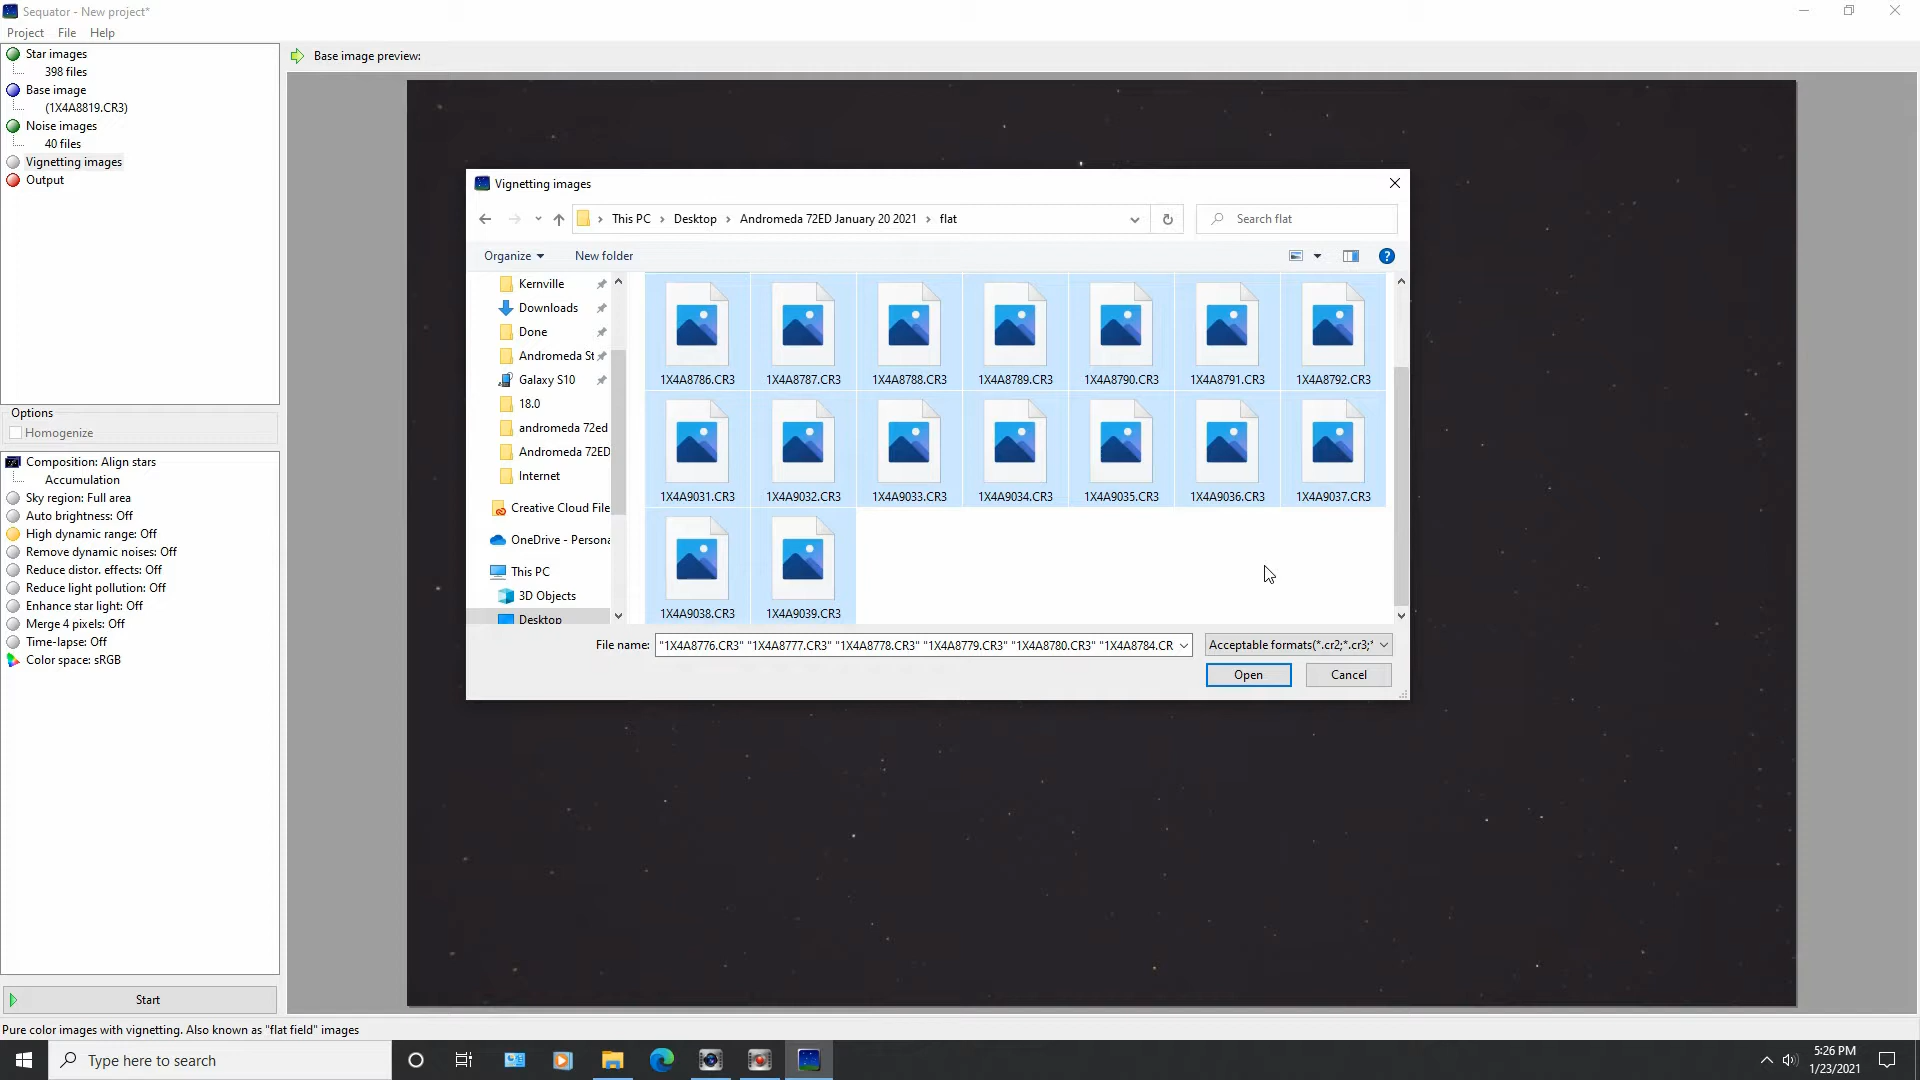 Sequator - New project*
Project File Help
Star images
398 files
Base image
(1X4A8819.CR3)
Noise images
40 files
Vignetting images
Output
Options
Homogenize
Composition: Align stars
Accumulation
Sky region: Full area
Auto brightness: Off
High dynamic range: Off
Remove dynamic noises: Off
Reduce distor. effects: Off
Reduce light pollution: Off
Enhance star light: Off
Merge 4 pixels: Off
Time-lapse: Off
Color space: sRGB
Start
Pure color images with vignetting. Also known as "flat field" images
Base image preview:
Vignetting images
This PC > Desktop > Andromeda 72ED January 20 2021 > flat
Search flat
Organize New folder
Kernville
Downloads
Done
Andromeda St
Galaxy S10
18.0
andromeda 72ed
Andromeda 72ED
Internet
Creative Cloud File
OneDrive - Persona
This PC
3D Objects
Desktop
1X4A8786.CR3 1X4A8787.CR3 1X4A8788.CR3 1X4A8789.CR3 1X4A8790.CR3 1X4A8791.CR3 1X4A8792.CR3
1X4A9031.CR3 1X4A9032.CR3 1X4A9033.CR3 1X4A9034.CR3 1X4A9035.CR3 1X4A9036.CR3 1X4A9037.CR3
1X4A9038.CR3 1X4A9039.CR3
File name: "1X4A8776.CR3" "1X4A8777.CR3" "1X4A8778.CR3" "1X4A8779.CR3" "1X4A8780.CR3" "1X4A8784.CR
Acceptable formats(*.cr2;*.cr3;*
Open Cancel
Type here to search
5:26 PM
1/23/2021